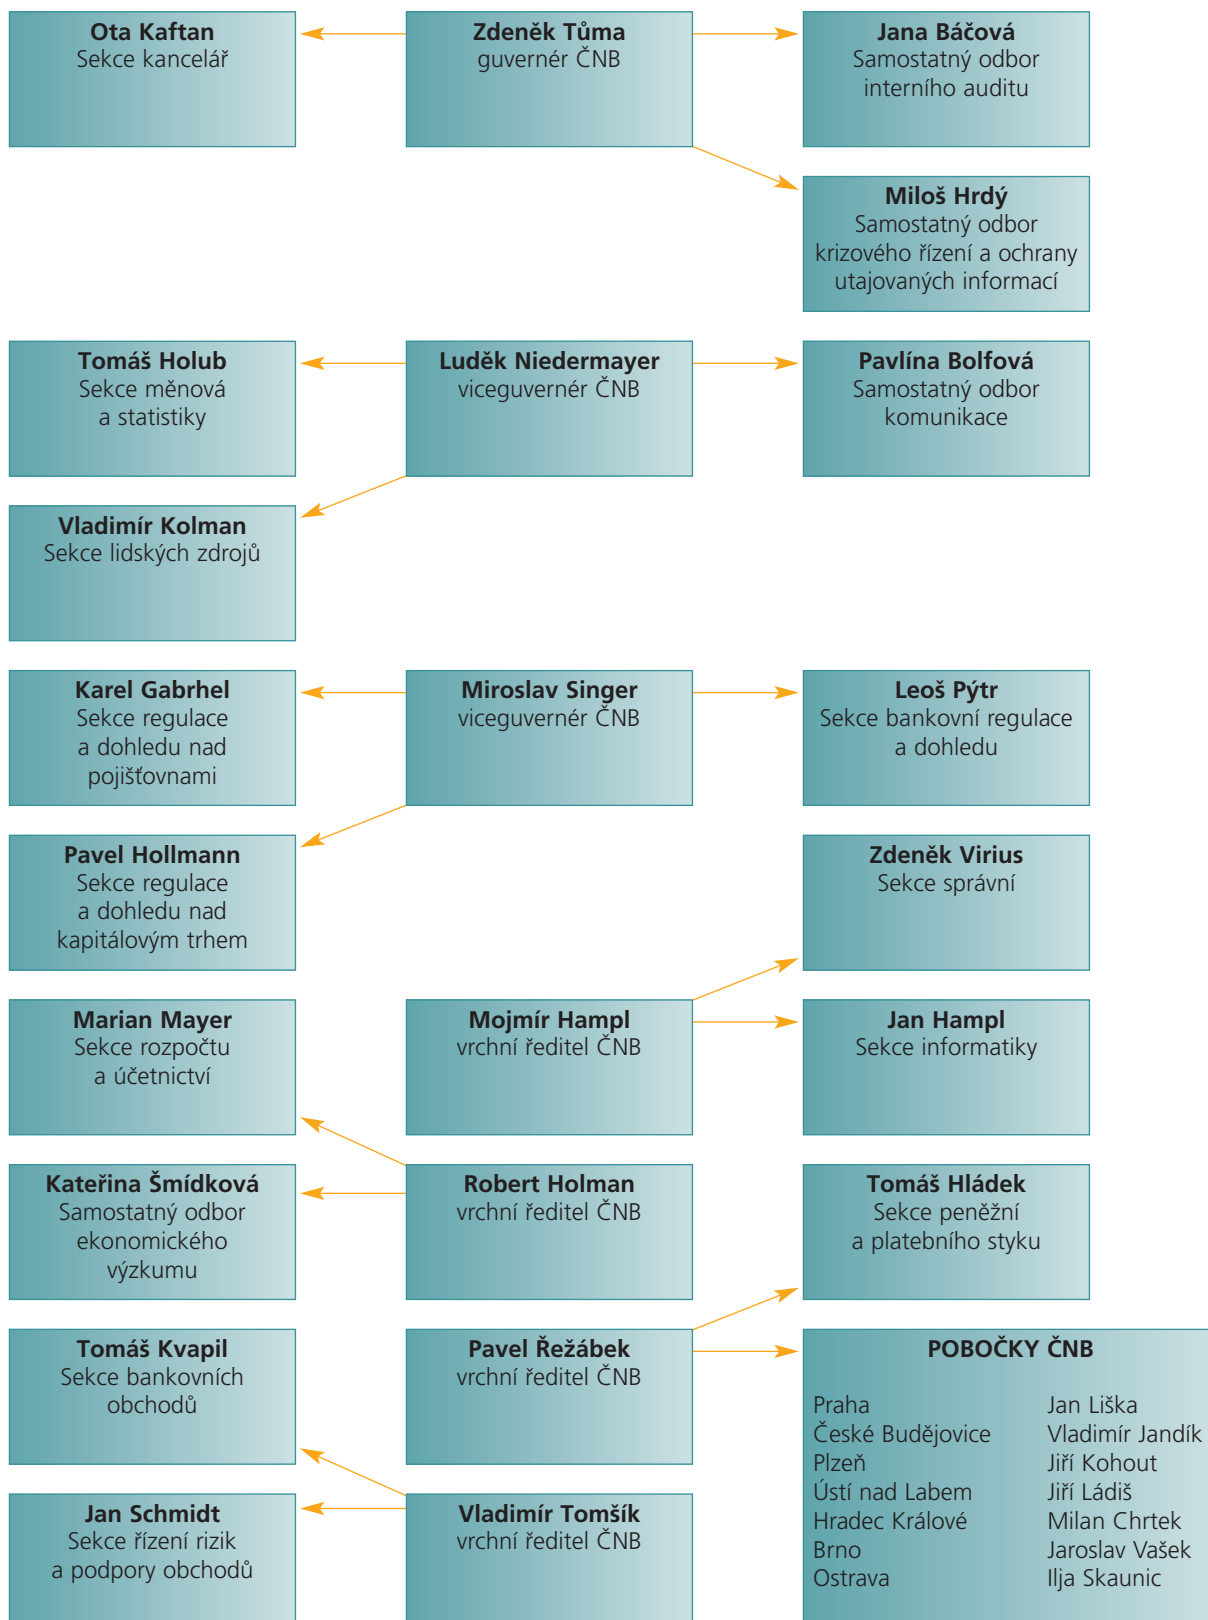 Ota Kaftan
Sekce kancelář
Zdeněk Tůma
guvernér ČNB
Jana Báčová
Samostatný odbor
interního auditu
Miloš Hrdý
Samostatný odbor
krizového řízení a ochrany
utajovaných informací
Tomáš Holub
Sekce měnová
a statistiky
Luděk Niedermayer
viceguvernér ČNB
Pavlína Bolfová
Samostatný odbor
komunikace
Vladimír Kolman
Sekce lidských zdrojů
Karel Gabrhel
Sekce regulace
a dohledu nad
pojišťovnami
Miroslav Singer
viceguvernér ČNB
Leoš Pýtr
Sekce bankovní regulace
a dohledu
Pavel Hollmann
Sekce regulace
a dohledu nad
kapitálovým trhem
Zdeněk Virius
Sekce správní
Marian Mayer
Sekce rozpočtu
a účetnictví
Mojmír Hampl
vrchní ředitel ČNB
Jan Hampl
Sekce informatiky
Kateřina Šmídková
Samostatný odbor
ekonomického
výzkumu
Robert Holman
vrchní ředitel ČNB
Tomáš Hládek
Sekce peněžní
a platebního styku
Tomáš Kvapil
Sekce bankovních
obchodů
Pavel Řežábek
vrchní ředitel ČNB
POBOČKY ČNB
Praha Jan Liška
České Budějovice Vladimír Jandík
Plzeň Jiří Kohout
Ústí nad Labem Jiří Ládiš
Hradec Králové Milan Chrtek
Brno Jaroslav Vašek
Ostrava Ilja Skaunic
Jan Schmidt
Sekce řízení rizik
a podpory obchodů
Vladimír Tomšík
vrchní ředitel ČNB